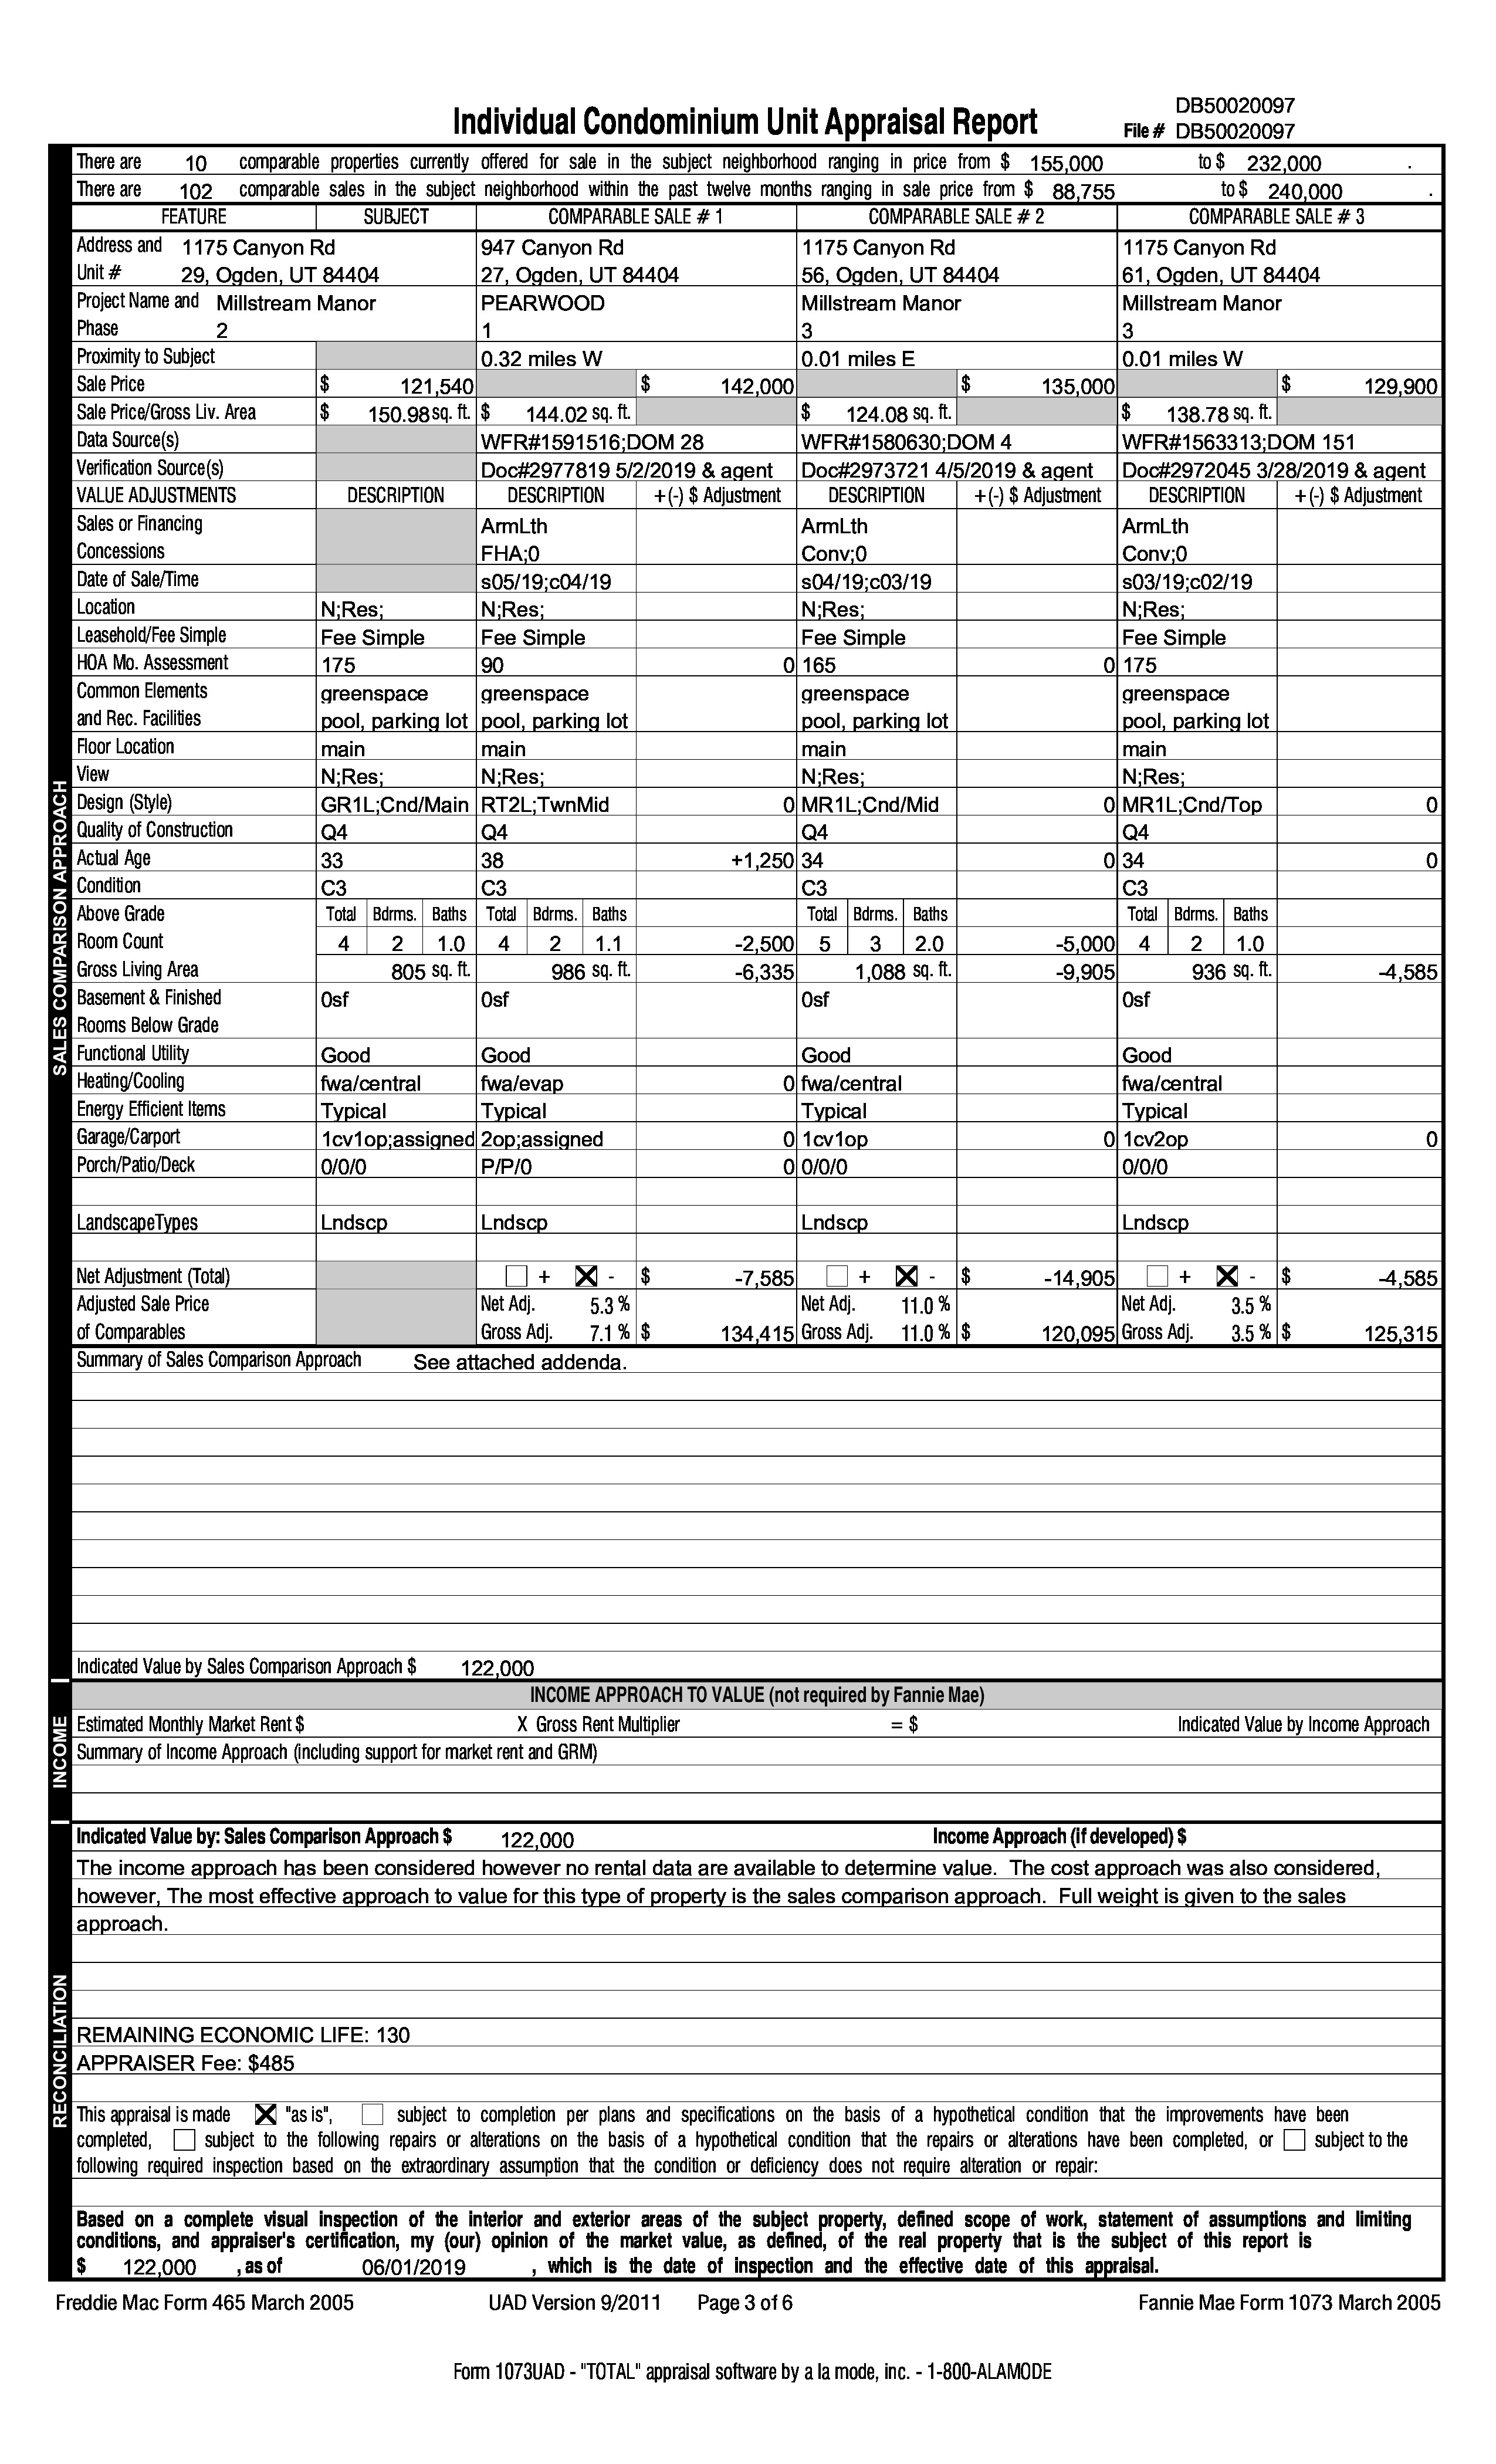 DB50020097
Individual Condominium Unit Appraisal Report File # DB50020097
There are 10 comparable properties currently offered for sale in the subject neighborhood ranging in price from $ 155,000 to $ 232,000 .
There are 102 comparable sales in the subject neighborhood within the past twelve months ranging in sale price from $ 88,755 to $ 240,000 .
FEATURE SUBJECT COMPARABLE SALE # 1 COMPARABLE SALE # 2 COMPARABLE SALE # 3
Address and 1175 Canyon Rd 947 Canyon Rd 1175 Canyon Rd 1175 Canyon Rd
Unit # 29, Ogden, UT 84404 27, Ogden, UT 84404 56, Ogden, UT 84404 61, Ogden, UT 84404
Project Name and Millstream Manor PEARWOOD Millstream Manor Millstream Manor
Phase 2 1 3 3
Proximity to Subject 0.32 miles W 0.01 miles E 0.01 miles W
Sale Price $ 121,540 $ 142,000 $ 135,000 $ 129,900
Sale Price/Gross Liv. Area $ 150.98 sq. ft. $ 144.02 sq. ft. $ 124.08 sq. ft. $ 138.78 sq. ft.
Data Source(s) WFR#1591516;DOM 28 WFR#1580630;DOM 4 WFR#1563313;DOM 151
Verification Source(s) Doc#2977819 5/2/2019 & agent Doc#2973721 4/5/2019 & agent Doc#2972045 3/28/2019 & agent
VALUE ADJUSTMENTS DESCRIPTION DESCRIPTION +(-) $ Adjustment DESCRIPTION +(-) $ Adjustment DESCRIPTION +(-) $ Adjustment
Sales or Financing ArmLth ArmLth ArmLth
Concessions FHA;0 Conv;0 Conv;0
Date of Sale/Time s05/19;c04/19 s04/19;c03/19 s03/19;c02/19
Location N;Res; N;Res; N;Res; N;Res;
Leasehold/Fee Simple Fee Simple Fee Simple Fee Simple Fee Simple
HOA Mo. Assessment 175 90 0 165 0 175
Common Elements greenspace greenspace greenspace greenspace
and Rec. Facilities pool, parking lot pool, parking lot pool, parking lot pool, parking lot
Floor Location main main main main
View N;Res; N;Res; N;Res; N;Res;
Design (Style) GR1L;Cnd/Main RT2L;TwnMid 0 MR1L;Cnd/Mid 0 MR1L;Cnd/Top 0
Quality of Construction Q4 Q4 Q4 Q4
Actual Age 33 38 +1,250 34 0 34 0
Condition C3 C3 C3 C3
Above Grade Total Bdrms. Baths Total Bdrms. Baths Total Bdrms. Baths Total Bdrms. Baths
Room Count 4 2 1.0 4 2 1.1 -2,500 5 3 2.0 -5,000 4 2 1.0
Gross Living Area 805 sq. ft. 986 sq. ft. -6,335 1,088 sq. ft. -9,905 936 sq. ft. -4,585
Basement & Finished 0sf 0sf 0sf 0sf
Rooms Below Grade
Functional Utility Good Good Good Good
Heating/Cooling fwa/central fwa/evap 0 fwa/central fwa/central
Energy Efficient Items Typical Typical Typical Typical
Garage/Carport 1cv1op;assigned 2op;assigned 0 1cv1op 0 1cv2op 0
Porch/Patio/Deck 0/0/0 P/P/0 0 0/0/0 0/0/0
LandscapeTypes Lndscp Lndscp Lndscp Lndscp
Net Adjustment (Total) + - $ -7,585 + - $ -14,905 + - $ -4,585
Adjusted Sale Price Net Adj. 5.3 % Net Adj. 11.0 % Net Adj. 3.5 %
of Comparables Gross Adj. 7.1 % $ 134,415 Gross Adj. 11.0 % $ 120,095 Gross Adj. 3.5 % $ 125,315
Summary of Sales Comparison Approach See attached addenda.
SALES COMPARISON APPROACH
Indicated Value by Sales Comparison Approach $ 122,000
INCOME APPROACH TO VALUE (not required by Fannie Mae)
Estimated Monthly Market Rent $ X Gross Rent Multiplier = $ Indicated Value by Income Approach
Summary of Income Approach (including support for market rent and GRM)
INCOME
Indicated Value by: Sales Comparison Approach $ 122,000 Income Approach (if developed) $
The income approach has been considered however no rental data are available to determine value. The cost approach was also considered,
however, The most effective approach to value for this type of property is the sales comparison approach. Full weight is given to the sales
approach.
REMAINING ECONOMIC LIFE: 130
APPRAISER Fee: $485
RECONCILIATION
This appraisal is made "as is", subject to completion per plans and specifications on the basis of a hypothetical condition that the improvements have been
completed, subject to the following repairs or alterations on the basis of a hypothetical condition that the repairs or alterations have been completed, or subject to the
following required inspection based on the extraordinary assumption that the condition or deficiency does not require alteration or repair:
Based on a complete visual inspection of the interior and exterior areas of the subject property, defined scope of work, statement of assumptions and limiting
conditions, and appraiser's certification, my (our) opinion of the market value, as defined, of the real property that is the subject of this report is
$ 122,000 , as of 06/01/2019 , which is the date of inspection and the effective date of this appraisal.
Freddie Mac Form 465 March 2005 UAD Version 9/2011 Page 3 of 6 Fannie Mae Form 1073 March 2005
Form 1073UAD - "TOTAL" appraisal software by a la mode, inc. - 1-800-ALAMODE